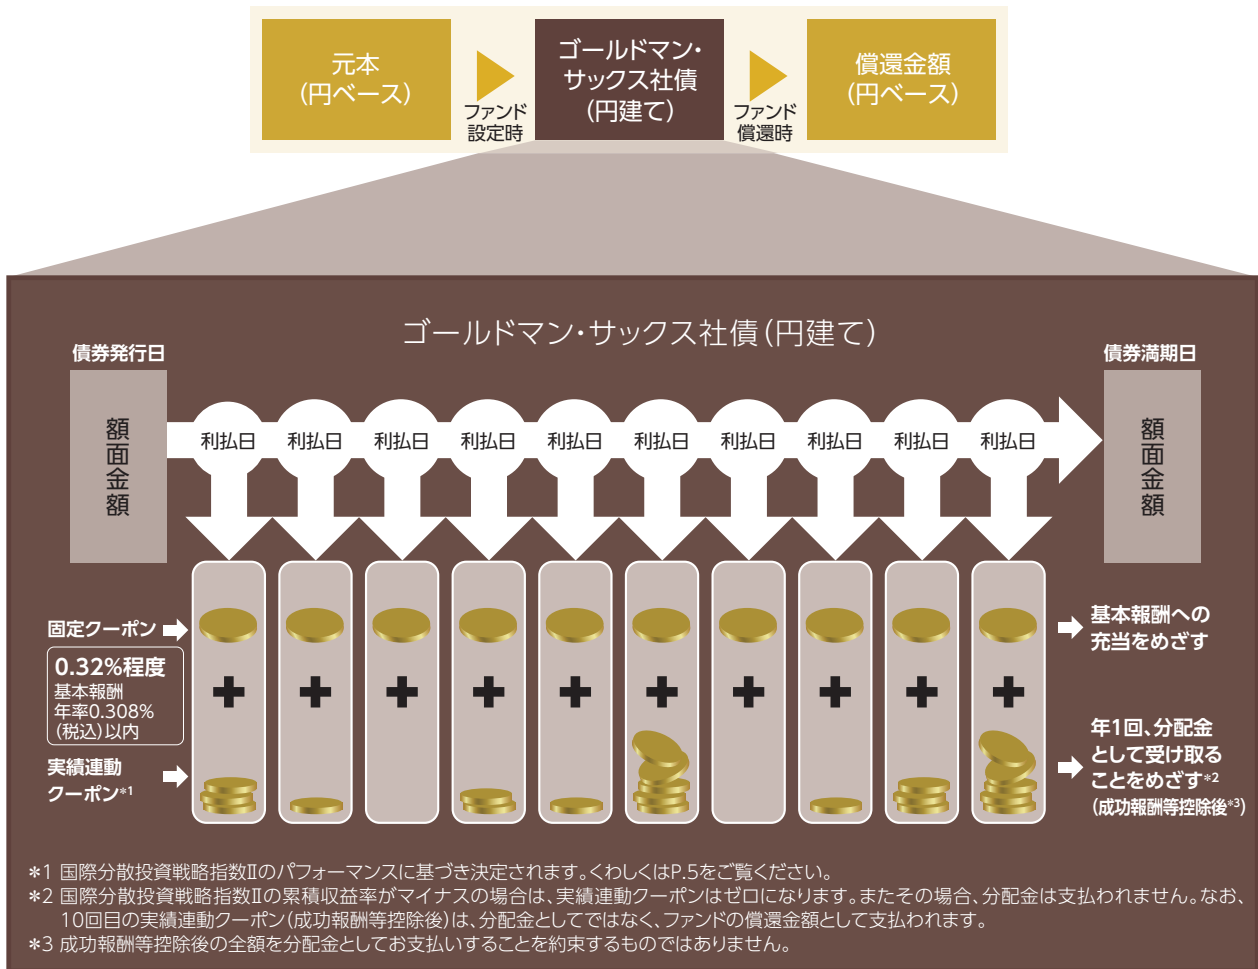 元本
(円ベース)
ファンド
設定時
ゴールドマン・
サックス社債
(円建て)
ファンド
償還時
償還金額
(円ベース)
ゴールドマン・サックス社債(円建て)
債券発行日
額面金額
利払日 利払日 利払日 利払日 利払日 利払日 利払日 利払日 利払日 利払日
債券満期日
額面金額
固定クーポン
0.32%程度
基本報酬
年率0.308%
(税込)以内
実績連動
クーポン*1
基本報酬への
充当をめざす
年1回、分配金
として受け取る
ことをめざす*2
(成功報酬等控除後*3)
*1 国際分散投資戦略指数Ⅱのパフォーマンスに基づき決定されます。くわしくはP.5をご覧ください。
*2 国際分散投資戦略指数Ⅱの累積収益率がマイナスの場合は、実績連動クーポンはゼロになります。またその場合、分配金は支払われません。なお、
10回目の実績連動クーポン(成功報酬等控除後)は、分配金としてではなく、ファンドの償還金額として支払われます。
*3 成功報酬等控除後の全額を分配金としてお支払いすることを約束するものではありません。